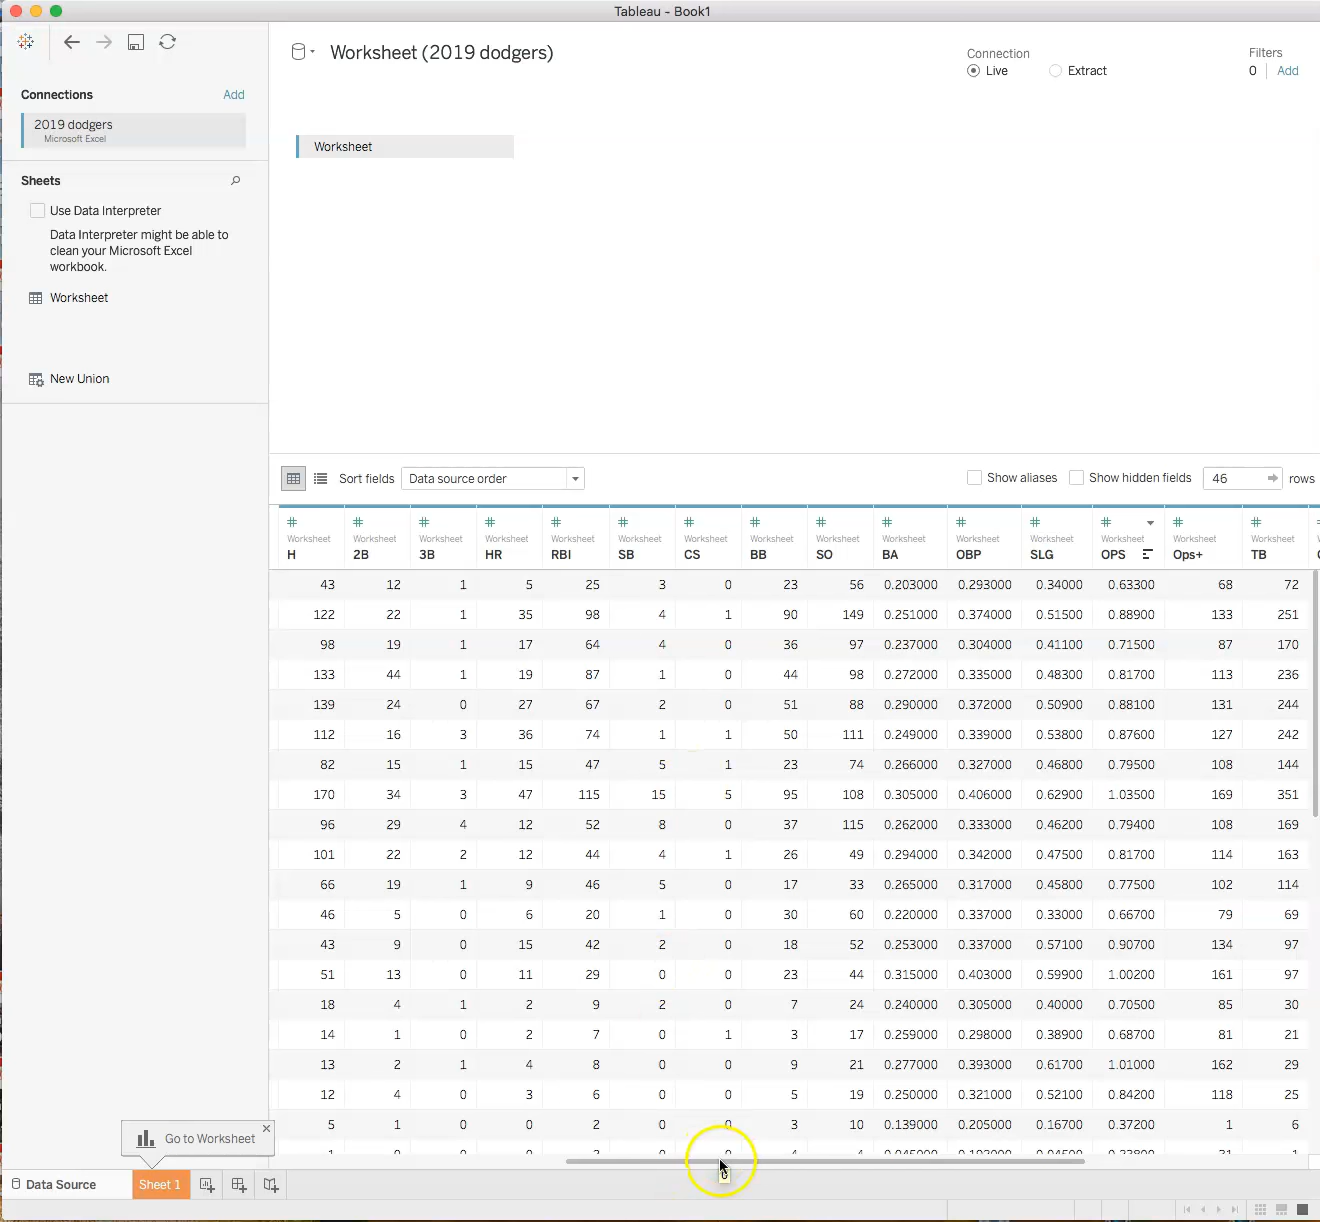 Tableau - Book1
Worksheet (2019 dodgers)
Connection
Live Extract
Filters
0 Add
Connections Add
2019 dodgers
Microsoft Excel
Sheets
Use Data Interpreter
Data Interpreter might be able to
clean your Microsoft Excel
workbook.
Worksheet
New Union
Worksheet
Sort fields Data source order Show aliases Show hidden fields 46 rows
Worksheet Worksheet Worksheet Worksheet Worksheet Worksheet Worksheet Worksheet Worksheet Worksheet Worksheet Worksheet Worksheet Worksheet Worksheet
H 2B 3B HR RBI SB CS BB SO BA OBP SLG OPS Ops+ TB
43 12 1 5 25 3 0 23 56 0.203000 0.293000 0.34000 0.63300 68 72
122 22 1 35 98 4 1 90 149 0.251000 0.374000 0.51500 0.88900 133 251
98 19 1 17 64 4 0 36 97 0.237000 0.304000 0.41100 0.71500 87 170
133 44 1 19 87 1 0 44 98 0.272000 0.335000 0.48300 0.81700 113 236
139 24 0 27 67 2 0 51 88 0.290000 0.372000 0.50900 0.88100 131 244
112 16 3 36 74 1 1 50 111 0.249000 0.339000 0.53800 0.87600 127 242
82 15 1 15 47 5 1 23 74 0.266000 0.327000 0.46800 0.79500 108 144
170 34 3 47 115 15 5 95 108 0.305000 0.406000 0.62900 1.03500 169 351
96 29 4 12 52 8 0 37 115 0.262000 0.333000 0.46200 0.79400 108 169
101 22 2 12 44 4 1 26 49 0.294000 0.342000 0.47500 0.81700 114 163
66 19 1 9 46 5 0 17 33 0.265000 0.317000 0.45800 0.77500 102 114
46 5 0 6 20 1 0 30 60 0.220000 0.337000 0.33000 0.66700 79 69
43 9 0 15 42 2 0 18 52 0.253000 0.337000 0.57100 0.90700 134 97
51 13 0 11 29 0 0 23 44 0.315000 0.403000 0.59900 1.00200 161 97
18 4 1 2 9 2 0 7 24 0.240000 0.305000 0.40000 0.70500 85 30
14 1 0 2 7 0 1 3 17 0.259000 0.298000 0.38900 0.68700 81 21
13 2 1 4 8 0 0 9 21 0.277000 0.393000 0.61700 1.01000 162 29
12 4 0 3 6 0 0 5 19 0.250000 0.321000 0.52100 0.84200 118 25
5 1 0 0 2 0 0 3 10 0.139000 0.205000 0.16700 0.37200 1 6
Go to Worksheet
Data Source Sheet 1